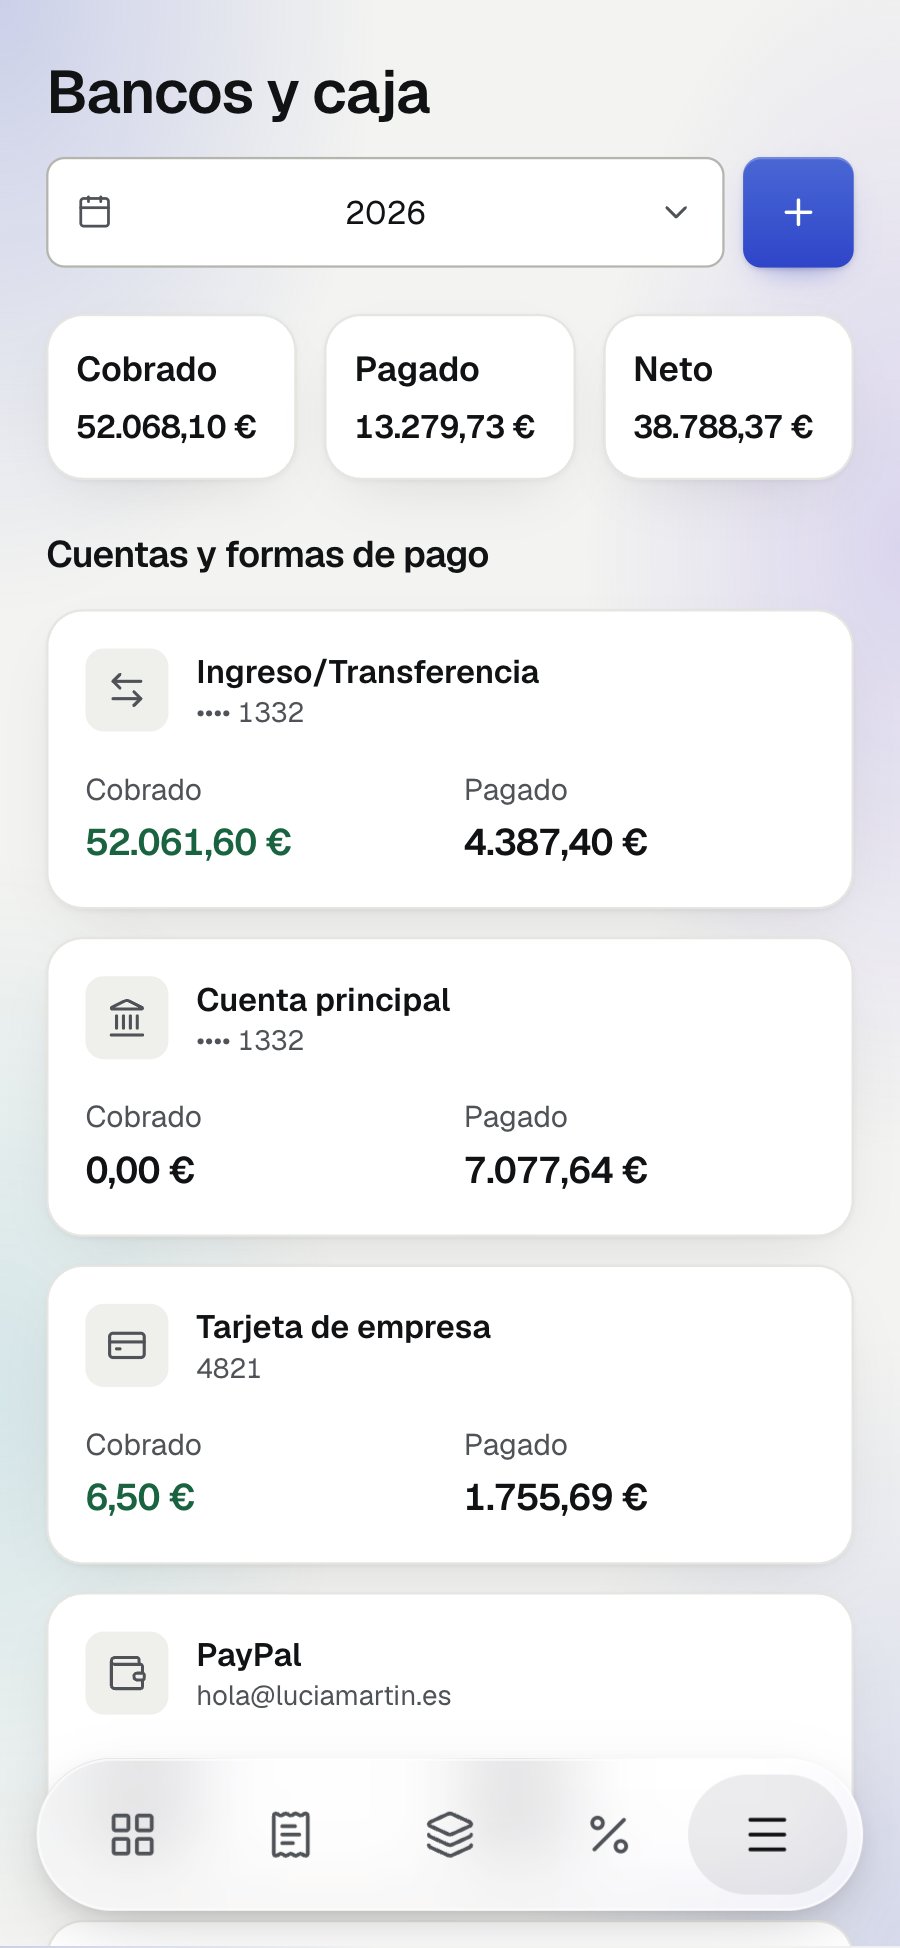 Bancos y caja
2026
Cobrado
52.068,10 €
Pagado
13.279,73 €
Neto
38.788,37 €
Cuentas y formas de pago
Ingreso/Transferencia
•••• 1332
Cobrado
52.061,60 €
Pagado
4.387,40 €
Cuenta principal
•••• 1332
Cobrado
0,00 €
Pagado
7.077,64 €
Tarjeta de empresa
4821
Cobrado
6,50 €
Pagado
1.755,69 €
PayPal
hola@luciamartin.es